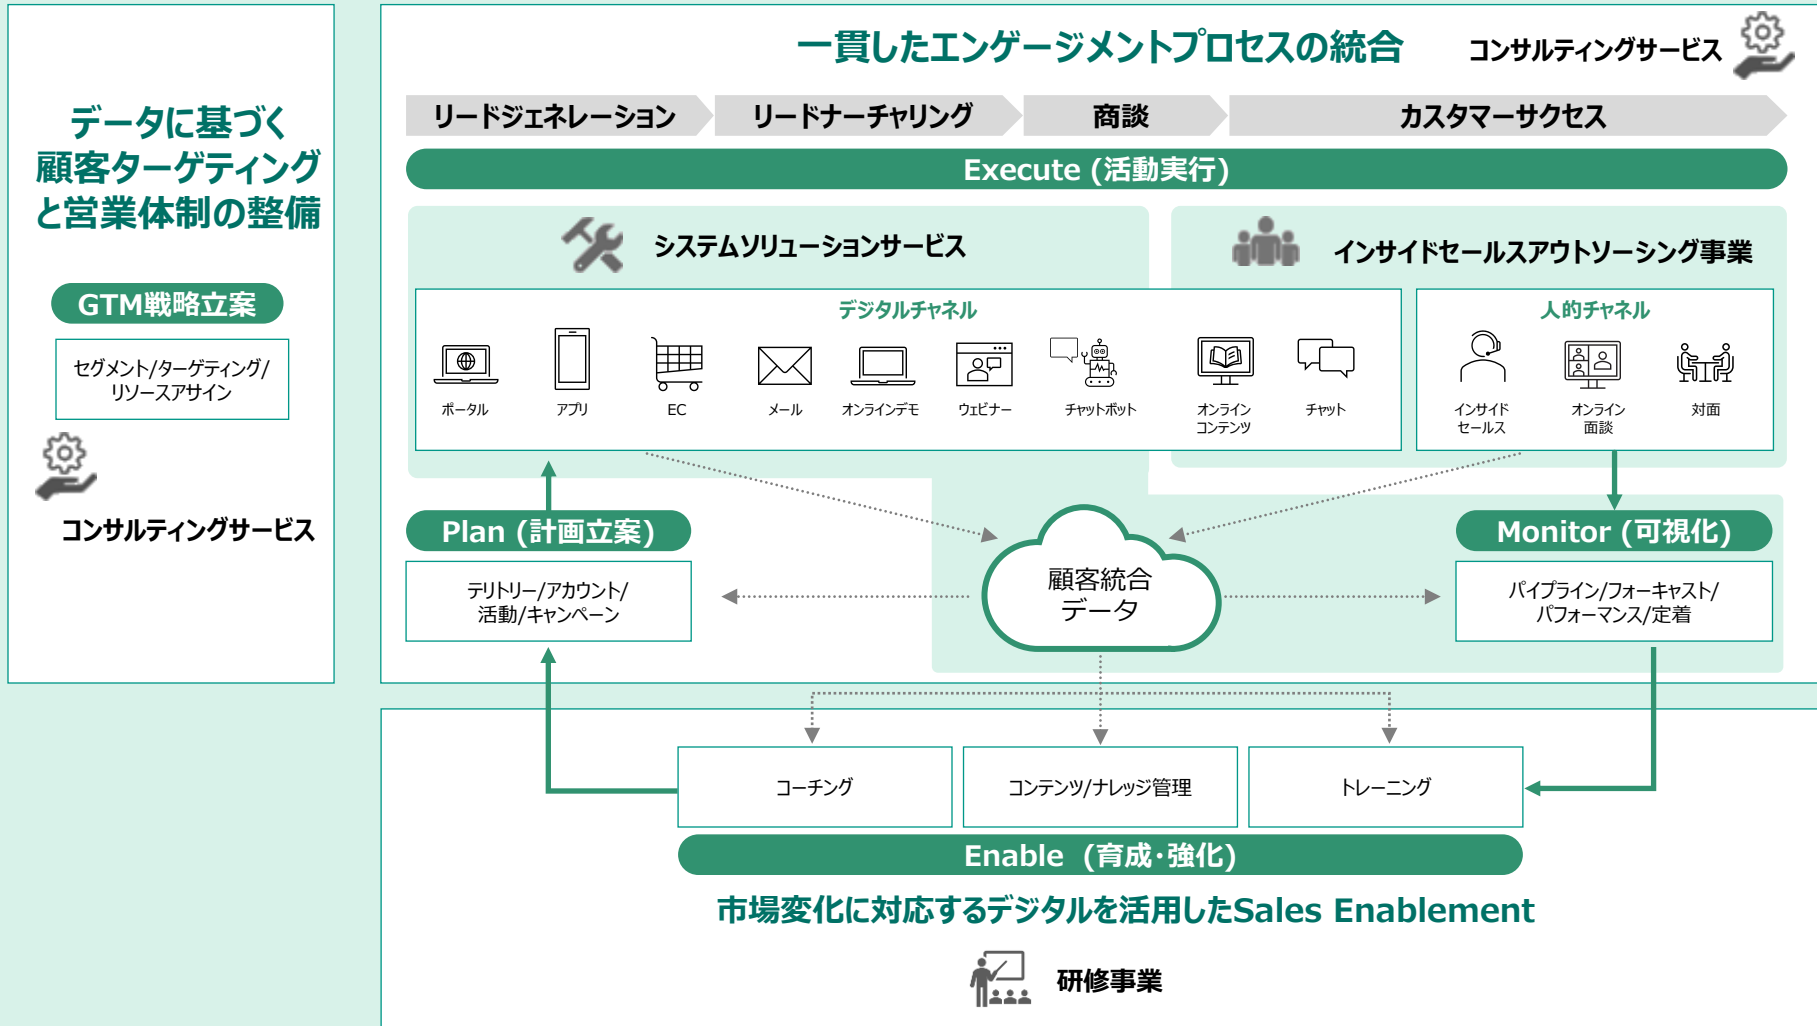 データに基づく
顧客ターゲティング
と営業体制の整備
GTM戦略立案
セグメント/ターゲティング/
リソースアサイン
コンサルティングサービス
一貫したエンゲージメントプロセスの統合
コンサルティングサービス
リードジェネレーション
リードナーチャリング
商談
カスタマーサクセス
Execute (活動実行)
システムソリューションサービス
インサイドセールスアウトソーシング事業
デジタルチャネル
ポータル
アプリ
EC
メール
オンラインデモ
ウェビナー
チャットボット
オンライン
コンテンツ
チャット
人的チャネル
インサイド
セールス
オンライン
面談
対面
Plan (計画立案)
テリトリー/アカウント/
活動/キャンペーン
顧客統合
データ
Monitor (可視化)
パイプライン/フォーキャスト/
パフォーマンス/定着
コーチング
コンテンツ/ナレッジ管理
トレーニング
Enable (育成・強化)
市場変化に対応するデジタルを活用したSales Enablement
研修事業